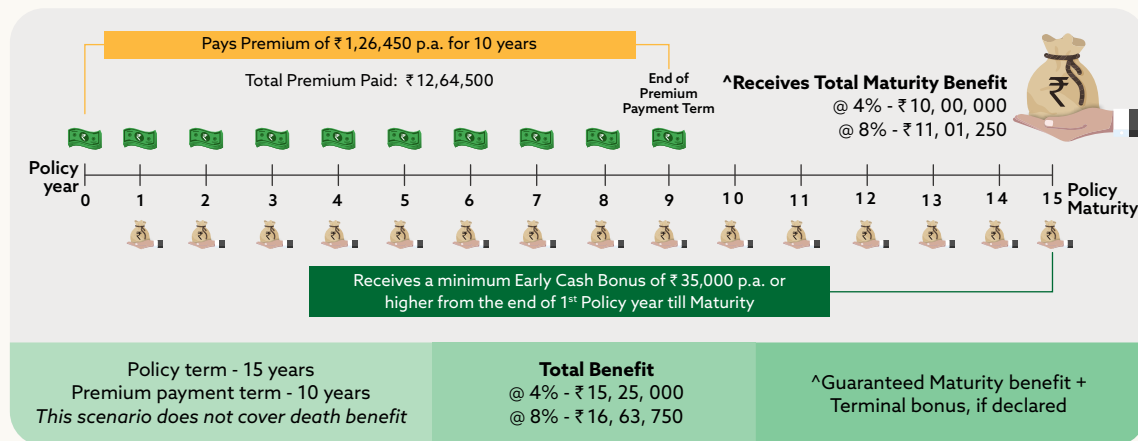 Pays Premium of ₹ 1,26,450 p.a. for 10 years
Total Premium Paid: ₹ 12,64,500
End of
Premium
Payment Term
^Receives Total Maturity Benefit
@ 4% - ₹ 10, 00, 000
@ 8% - ₹ 11, 01, 250
Policy
year
0 1 2 3 4 5 6 7 8 9 10 11 12 13 14 15
Policy
Maturity
Receives a minimum Early Cash Bonus of ₹ 35,000 p.a. or
higher from the end of 1st Policy year till Maturity
Policy term - 15 years
Premium payment term - 10 years
This scenario does not cover death benefit
Total Benefit
@ 4% - ₹ 15, 25, 000
@ 8% - ₹ 16, 63, 750
^Guaranteed Maturity benefit +
Terminal bonus, if declared